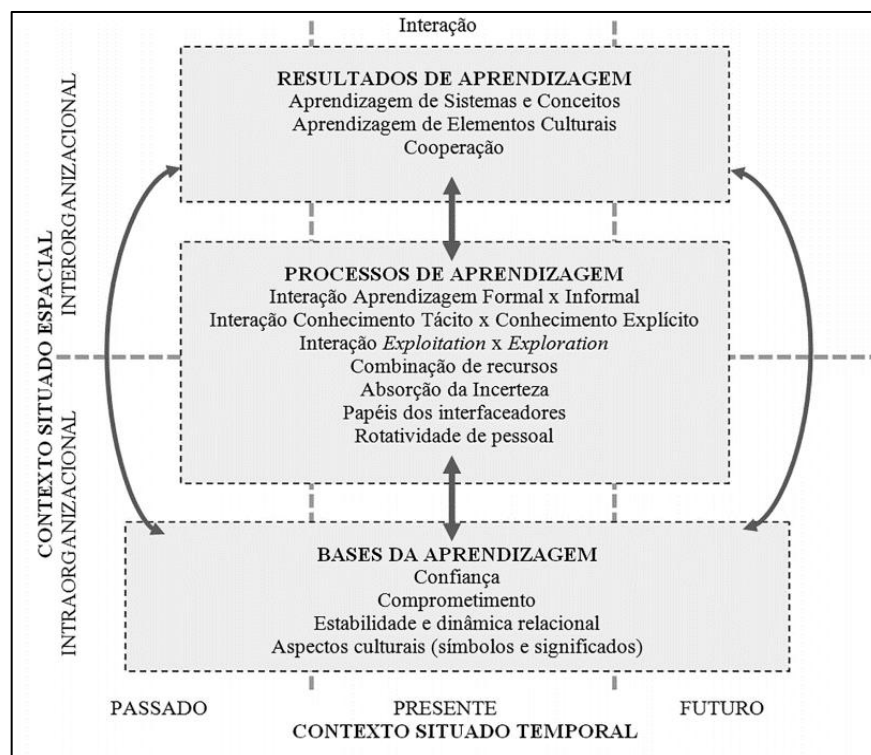 Interação
RESULTADOS DE APRENDIZAGEM
Aprendizagem de Sistemas e Conceitos
Aprendizagem de Elementos Culturais
Cooperação
PROCESSOS DE APRENDIZAGEM
Interação Aprendizagem Formal x Informal
Interação Conhecimento Tácito x Conhecimento Explícito
Interação Exploitation x Exploration
Combinação de recursos
Absorção da Incerteza
Papéis dos interfaceadores
Rotatividade de pessoal
BASES DA APRENDIZAGEM
Confiança
Comprometimento
Estabilidade e dinâmica relacional
Aspectos culturais (símbolos e significados)
CONTEXTO SITUADO ESPACIAL
INTERORGANIZACIONAL
INTRAORGANIZACIONAL
PASSADO
PRESENTE
FUTURO
CONTEXTO SITUADO TEMPORAL